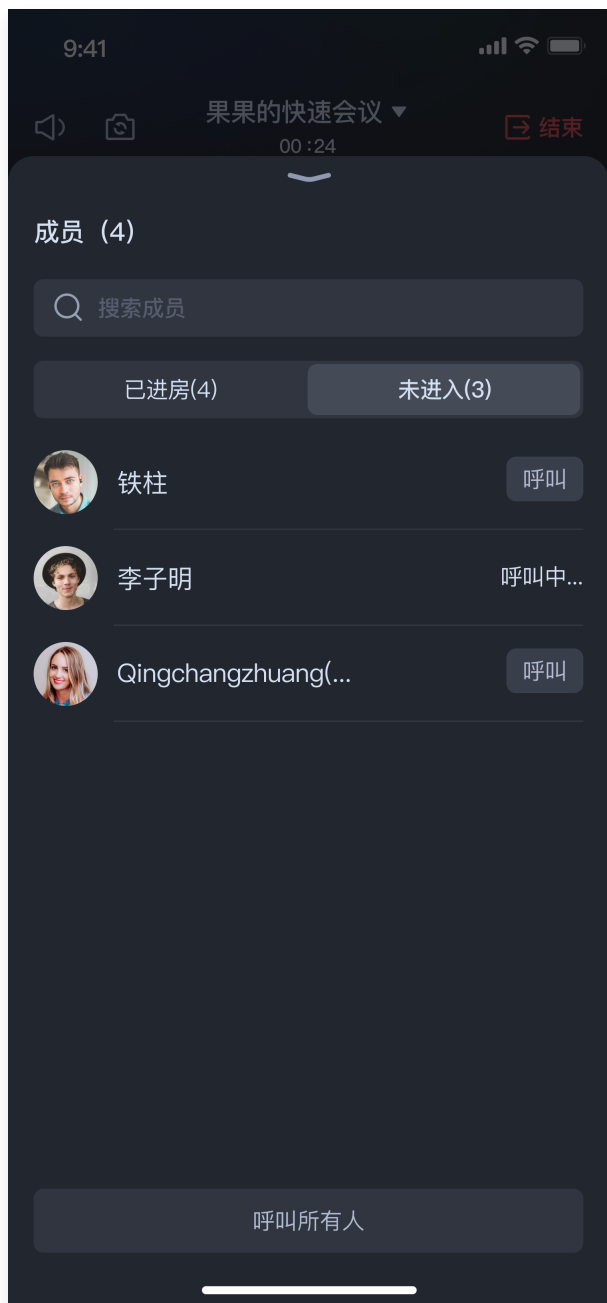 9:41
果果的快速会议
00:24
结束
成员（4）
搜索成员
已进房(4)
未进入(3)
铁柱
呼叫
李子明
呼叫中...
Qingchangzhuang(...
呼叫
呼叫所有人